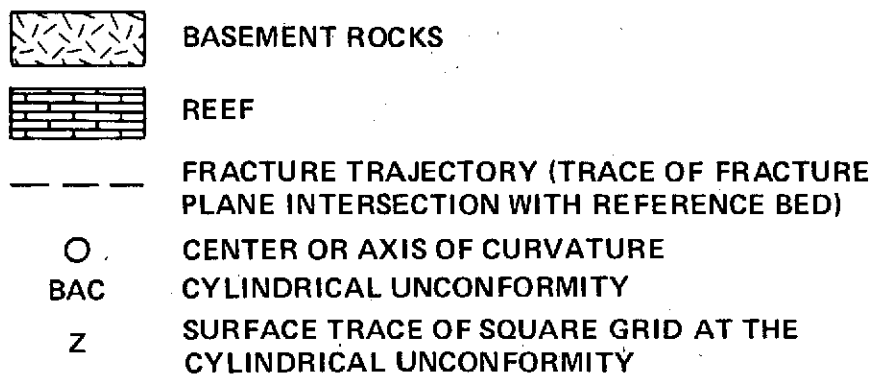 BASEMENT ROCKS
REEF
FRACTURE TRAJECTORY (TRACE OF FRACTURE
PLANE INTERSECTION WITH REFERENCE BED)
O CENTER OR AXIS OF CURVATURE
BAC CYLINDRICAL UNCONFORMITY
Z SURFACE TRACE OF SQUARE GRID AT THE
CYLINDRICAL UNCONFORMITY